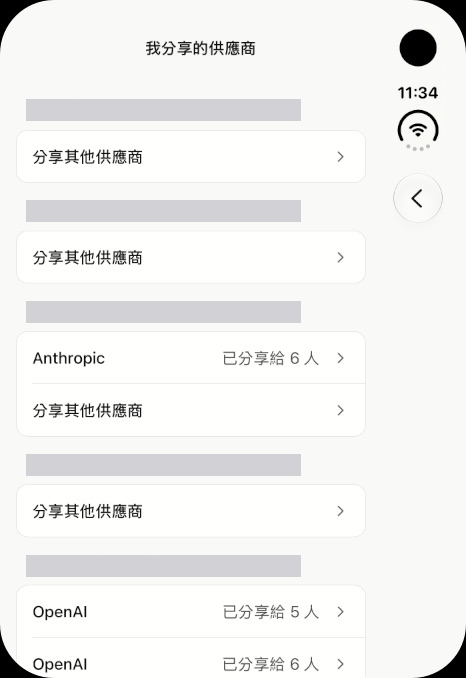 我分享的供應商
11:34
分享其他供應商
分享其他供應商
Anthropic 已分享給 6 人
分享其他供應商
分享其他供應商
OpenAI 已分享給 5 人
OpenAI 已分享給 6 人